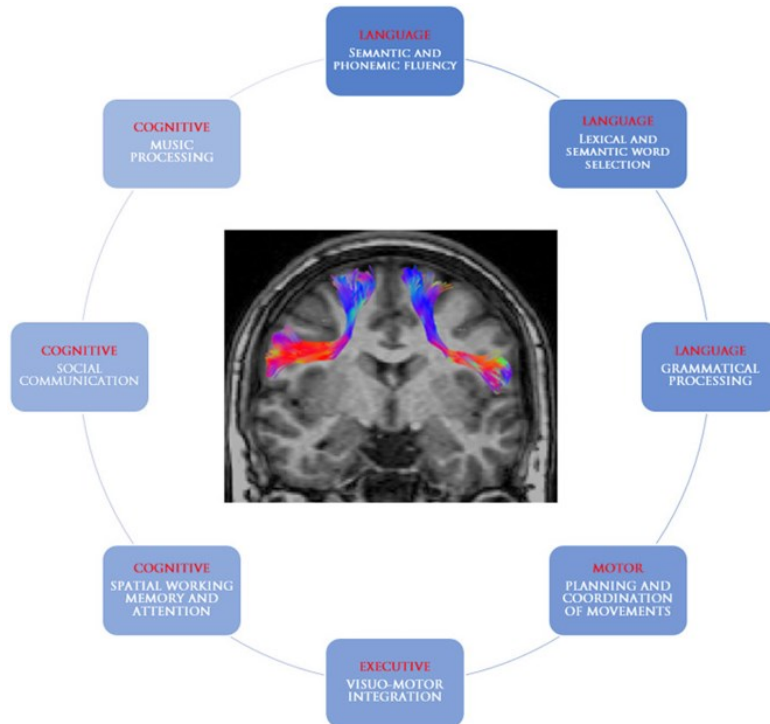 LANGUAGE
SEMANTIC AND
PHONEMIC FLUENCY
LANGUAGE
LEXICAL AND
SEMANTIC WORD
SELECTION
LANGUAGE
GRAMMATICAL
PROCESSING
MOTOR
PLANNING AND
COORDINATION
OF MOVEMENTS
EXECUTIVE
VISUO-MOTOR
INTEGRATION
COGNITIVE
SPATIAL WORKING
MEMORY AND
ATTENTION
COGNITIVE
SOCIAL
COMMUNICATION
COGNITIVE
MUSIC
PROCESSING